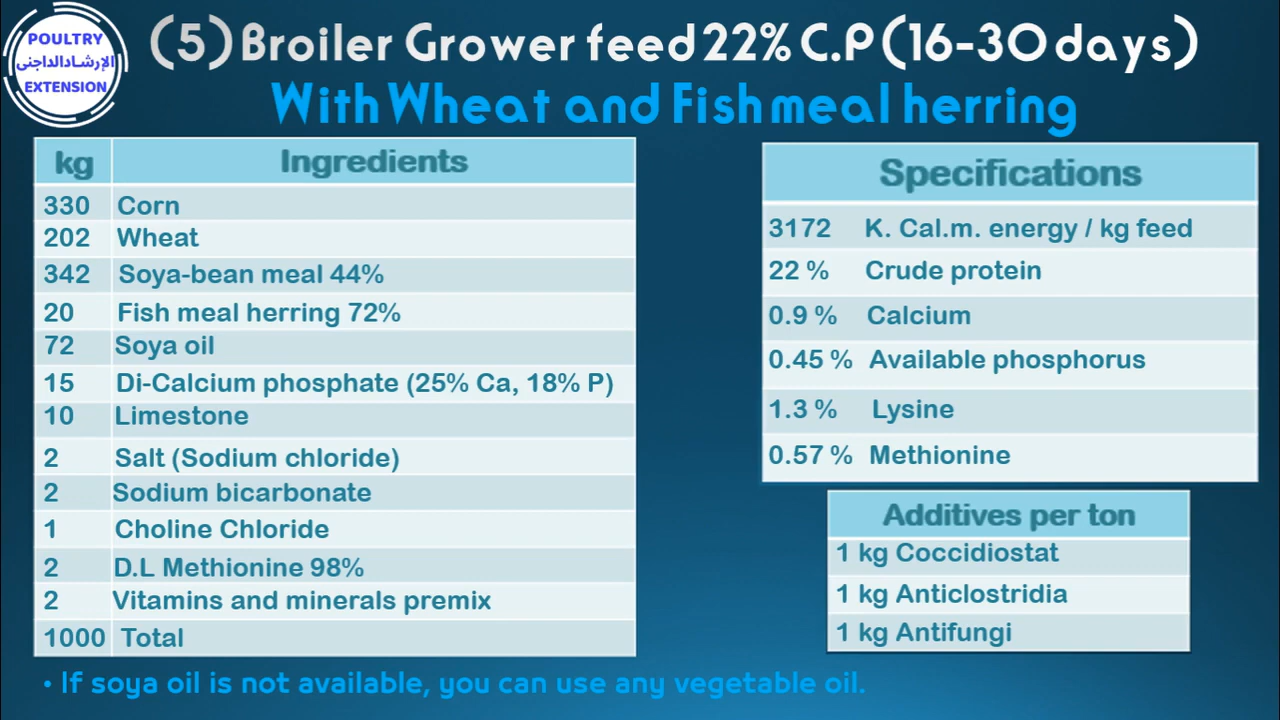 POULTRY
الإرشادالداجنى
EXTENSION
(5) Broiler Grower feed 22% C.P (16-30 days)
With Wheat and Fish meal herring
kg Ingredients
330 Corn
202 Wheat
342 Soya-bean meal 44%
20 Fish meal herring 72%
72 Soya oil
15 Di-Calcium phosphate (25% Ca, 18% P)
10 Limestone
2 Salt (Sodium chloride)
2 Sodium bicarbonate
1 Choline Chloride
2 D.L Methionine 98%
2 Vitamins and minerals premix
1000 Total
Specifications
3172 K. Cal.m. energy / kg feed
22 % Crude protein
0.9 % Calcium
0.45 % Available phosphorus
1.3 % Lysine
0.57 % Methionine
Additives per ton
1 kg Coccidiostat
1 kg Anticlostridia
1 kg Antifungi
• If soya oil is not available, you can use any vegetable oil.